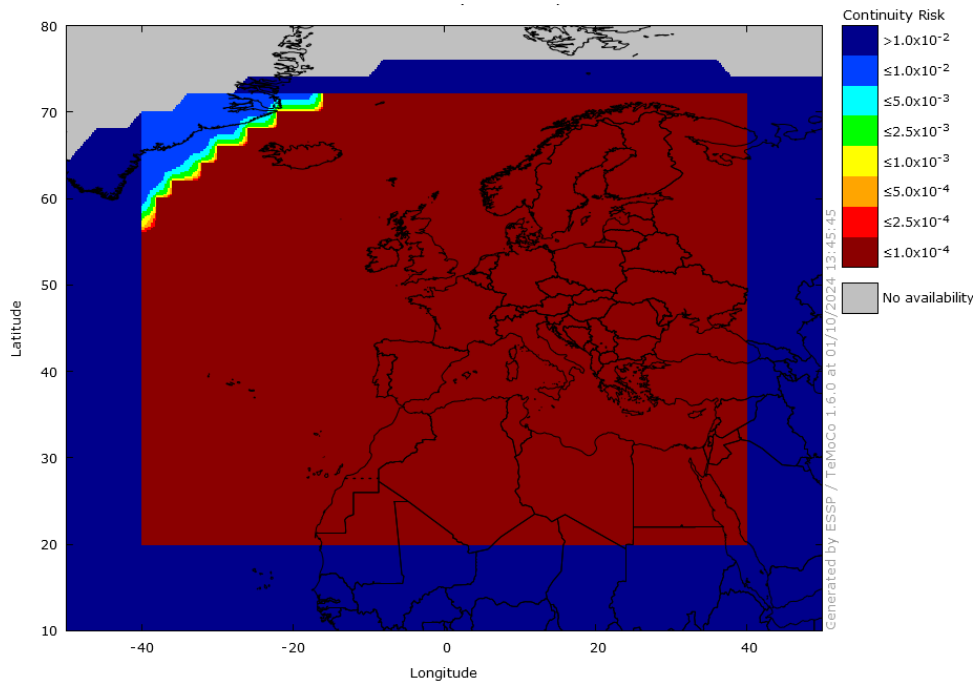 Continuity Risk
>1.0x10⁻²
≤1.0x10⁻²
≤5.0x10⁻³
≤2.5x10⁻³
≤1.0x10⁻³
≤5.0x10⁻⁴
≤2.5x10⁻⁴
≤1.0x10⁻⁴
No availability
80
70
60
50
40
30
20
10
Latitude
-40
-20
0
20
40
Longitude
Generated by ESSP / TeMoCo 1.6.0 at 01/10/2024 13:45:45